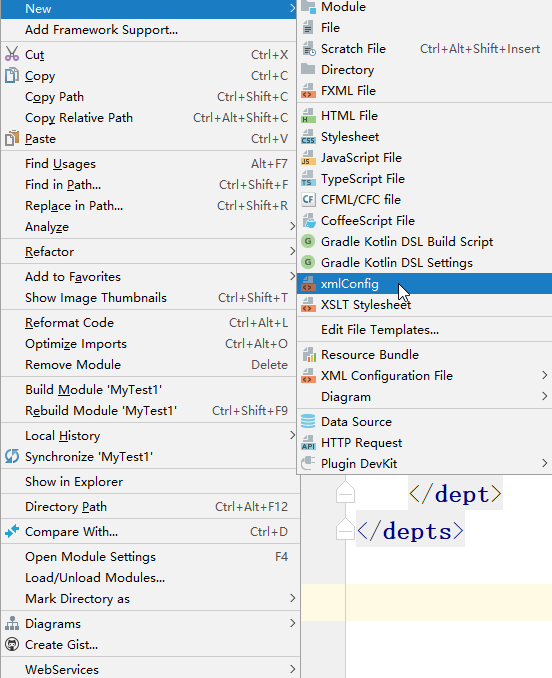 New
Add Framework Support...
Cut Ctrl+X
Copy Ctrl+C
Copy Path Ctrl+Shift+C
Copy Relative Path Ctrl+Alt+Shift+C
Paste Ctrl+V
Find Usages Alt+F7
Find in Path... Ctrl+Shift+F
Replace in Path... Ctrl+Shift+R
Analyze
Refactor
Add to Favorites
Show Image Thumbnails Ctrl+Shift+T
Reformat Code Ctrl+Alt+L
Optimize Imports Ctrl+Alt+O
Remove Module Delete
Build Module 'MyTest1'
Rebuild Module 'MyTest1' Ctrl+Shift+F9
Local History
Synchronize 'MyTest1'
Show in Explorer
Directory Path Ctrl+Alt+F12
Compare With... Ctrl+D
Open Module Settings F4
Load/Unload Modules...
Mark Directory as
Diagrams
Create Gist...
WebServices
Module
File
Scratch File Ctrl+Alt+Shift+Insert
Directory
FXML File
H HTML File
Stylesheet
JS JavaScript File
TS TypeScript File
CF CFML/CFC file
CoffeeScript File
G Gradle Kotlin DSL Build Script
G Gradle Kotlin DSL Settings
xmlConfig
XSLT Stylesheet
Edit File Templates...
Resource Bundle
XML Configuration File
Diagram
Data Source
API HTTP Request
Plugin DevKit
</dept>
</depts>